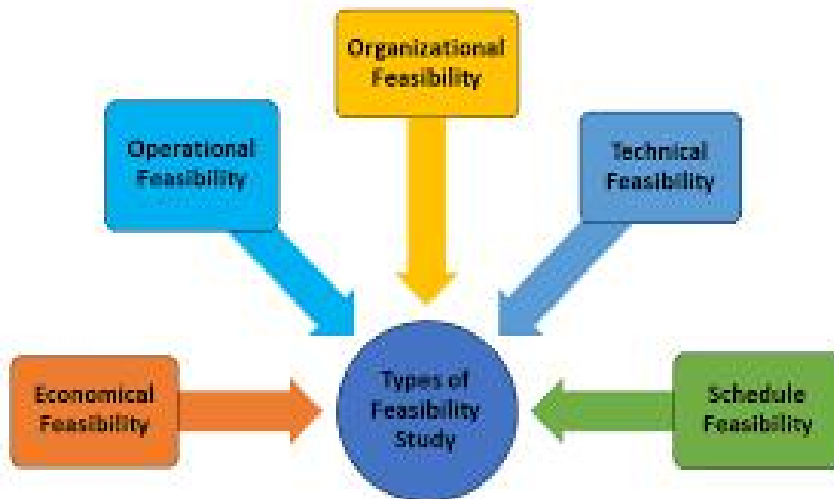 Organizational
Feasibility
Operational
Feasibility
Technical
Feasibility
Economical
Feasibility
Types of
Feasibility
Study
Schedule
Feasibility